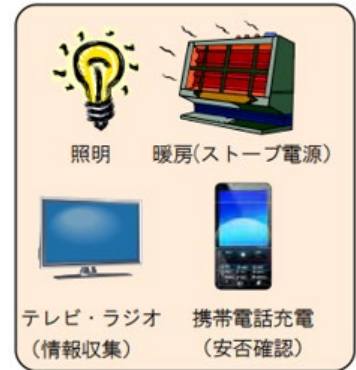 照明
暖房(ストーブ電源)
テレビ・ラジオ
(情報収集)
携帯電話充電
(安否確認)